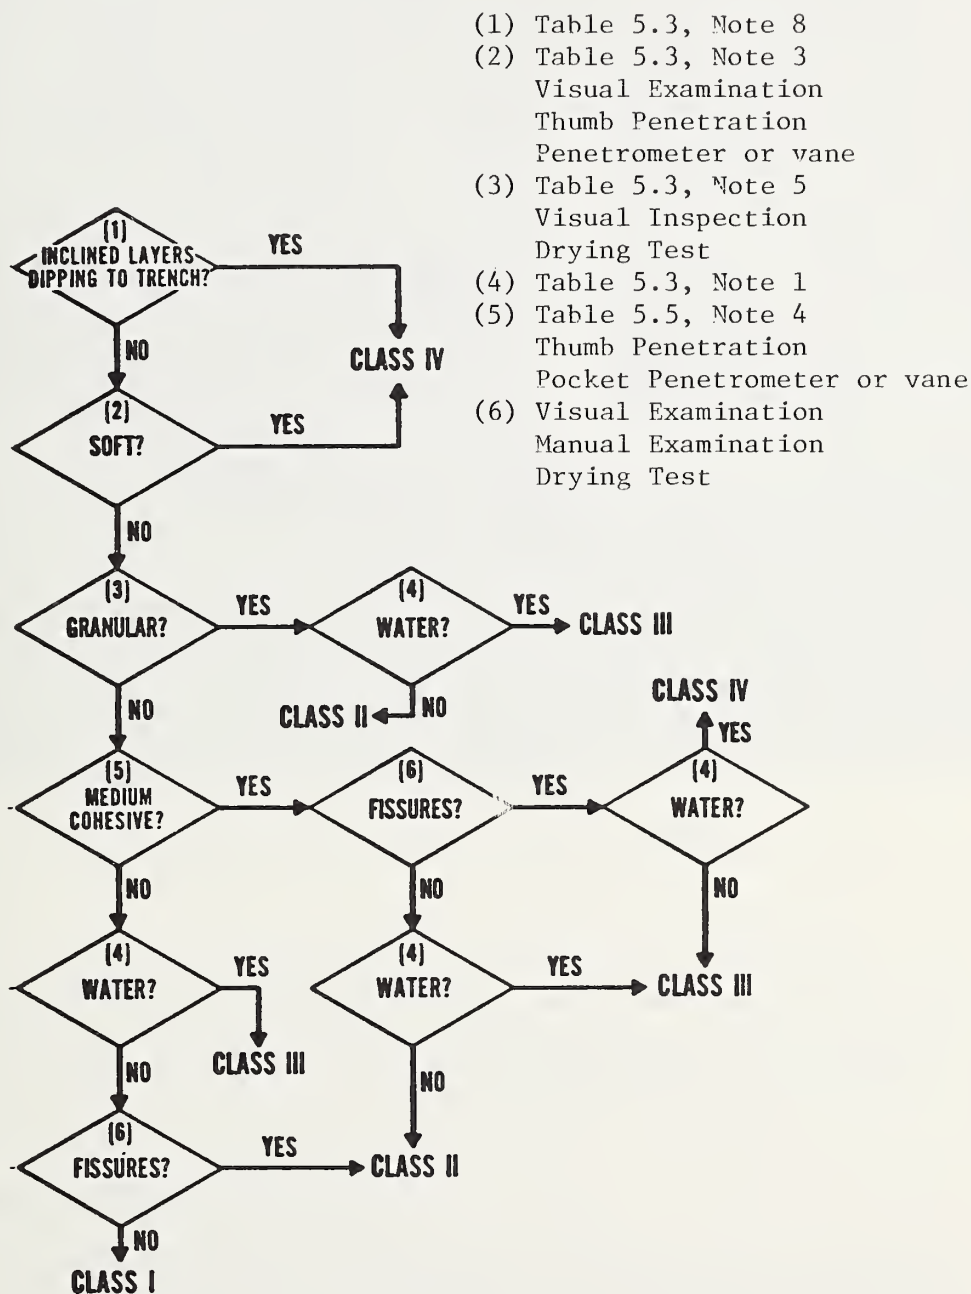 (1) Table 5.3, Note 8
(2) Table 5.3, Note 3
Visual Examination
Thumb Penetration
Penetrometer or vane
(3) Table 5.3, Note 5
Visual Inspection
Drying Test
(4) Table 5.3, Note 1
(5) Table 5.5, Note 4
Thumb Penetration
Pocket Penetrometer or vane
(6) Visual Examination
Manual Examination
Drying Test
(1)
INCLINED LAYERS
DIPPING TO TRENCH?
YES
NO
CLASS IV
(2)
SOFT?
YES
NO
(3)
GRANULAR?
YES
(4)
WATER?
YES
CLASS III
NO
CLASS II
NO
CLASS IV
YES
(5)
MEDIUM
COHESIVE?
YES
(6)
FISSURES?
YES
(4)
WATER?
NO
NO
NO
(4)
WATER?
YES
CLASS III
(4)
WATER?
YES
CLASS III
NO
NO
(6)
FISSURES?
YES
CLASS II
NO
CLASS I